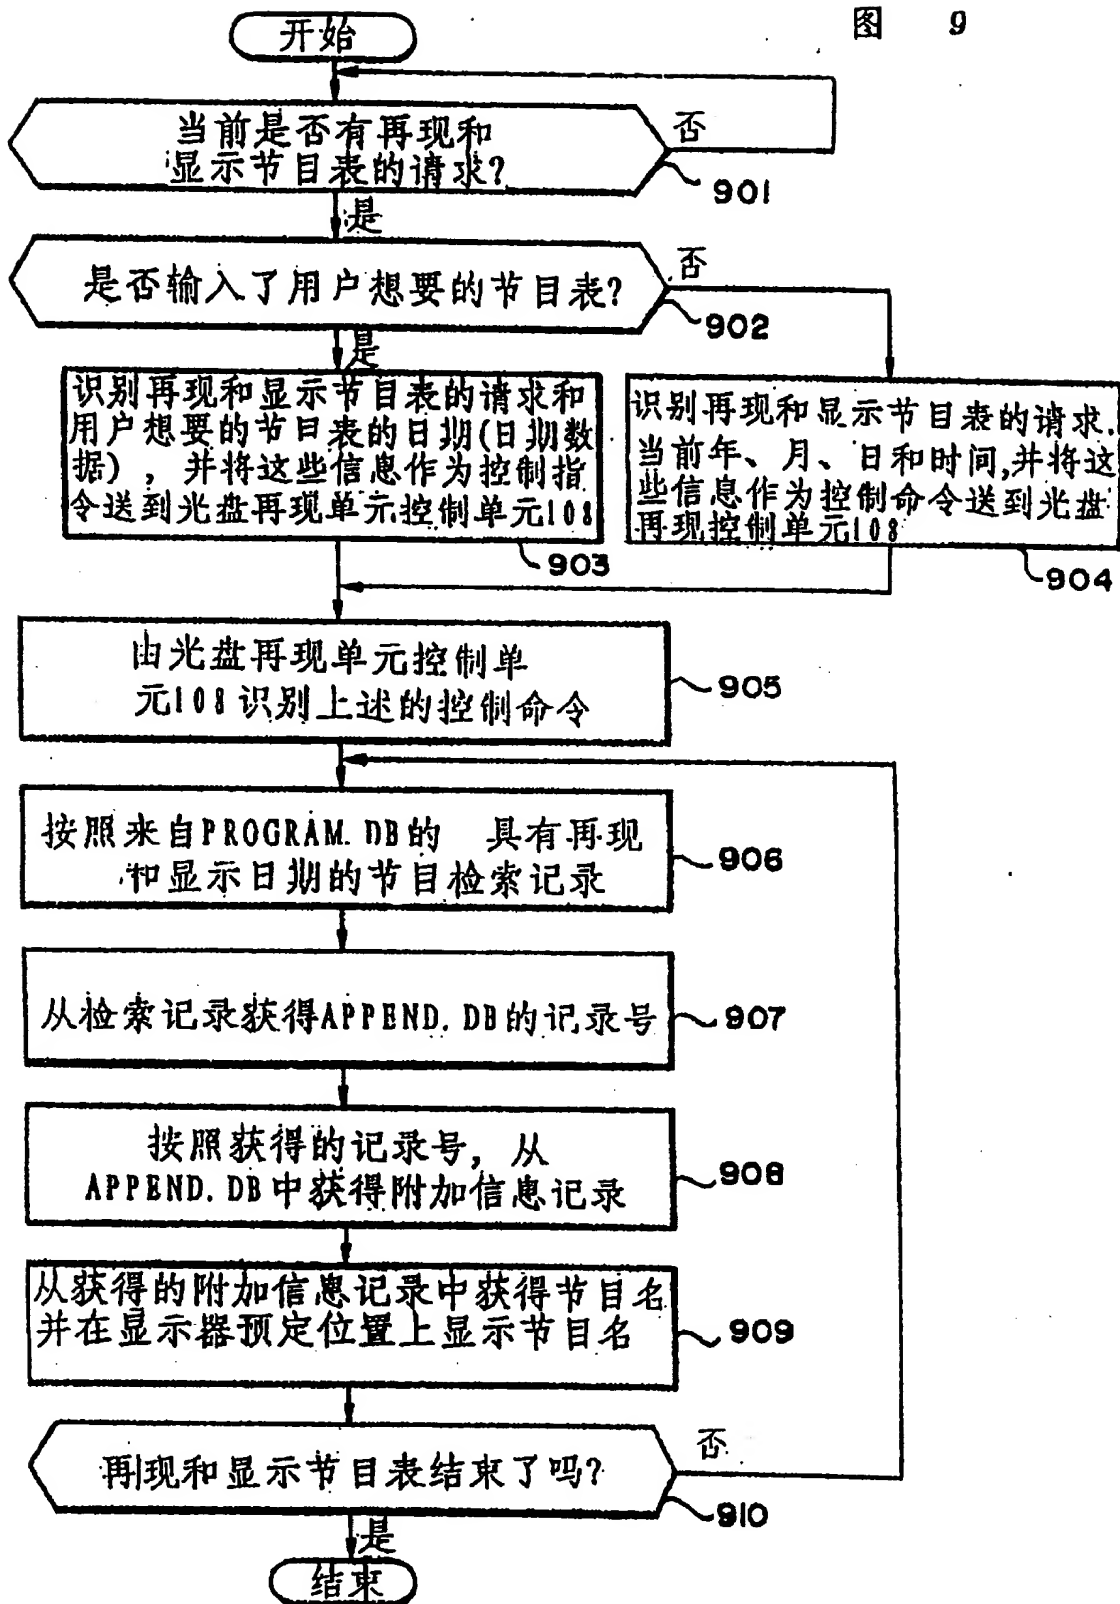 图 9
开始
当前是否有再现和
显示节目表的请求?
否
901
是
是否输入了用户想要的节目表?
否
902
是
识别再现和显示节目表的请求和
用户想要的节目表的日期(日期数
据),并将这些信息作为控制指
令送到光盘再现单元控制单元108
903
识别再现和显示节目表的请求.
当前年、月、日和时间,并将这
些信息作为控制命令送到光盘
再现控制单元108
904
由光盘再现单元控制单
元108识别上述的控制命令
905
按照来自PROGRAM.DB的 具有再现
和显示日期的节目检索记录
906
从检索记录获得APPEND.DB的记录号
907
按照获得的记录号,从
APPEND.DB中获得附加信息记录
908
从获得的附加信息记录中获得节目名
并在显示器预定位置上显示节目名
909
再现和显示节目表结束了吗?
否
910
是
结束